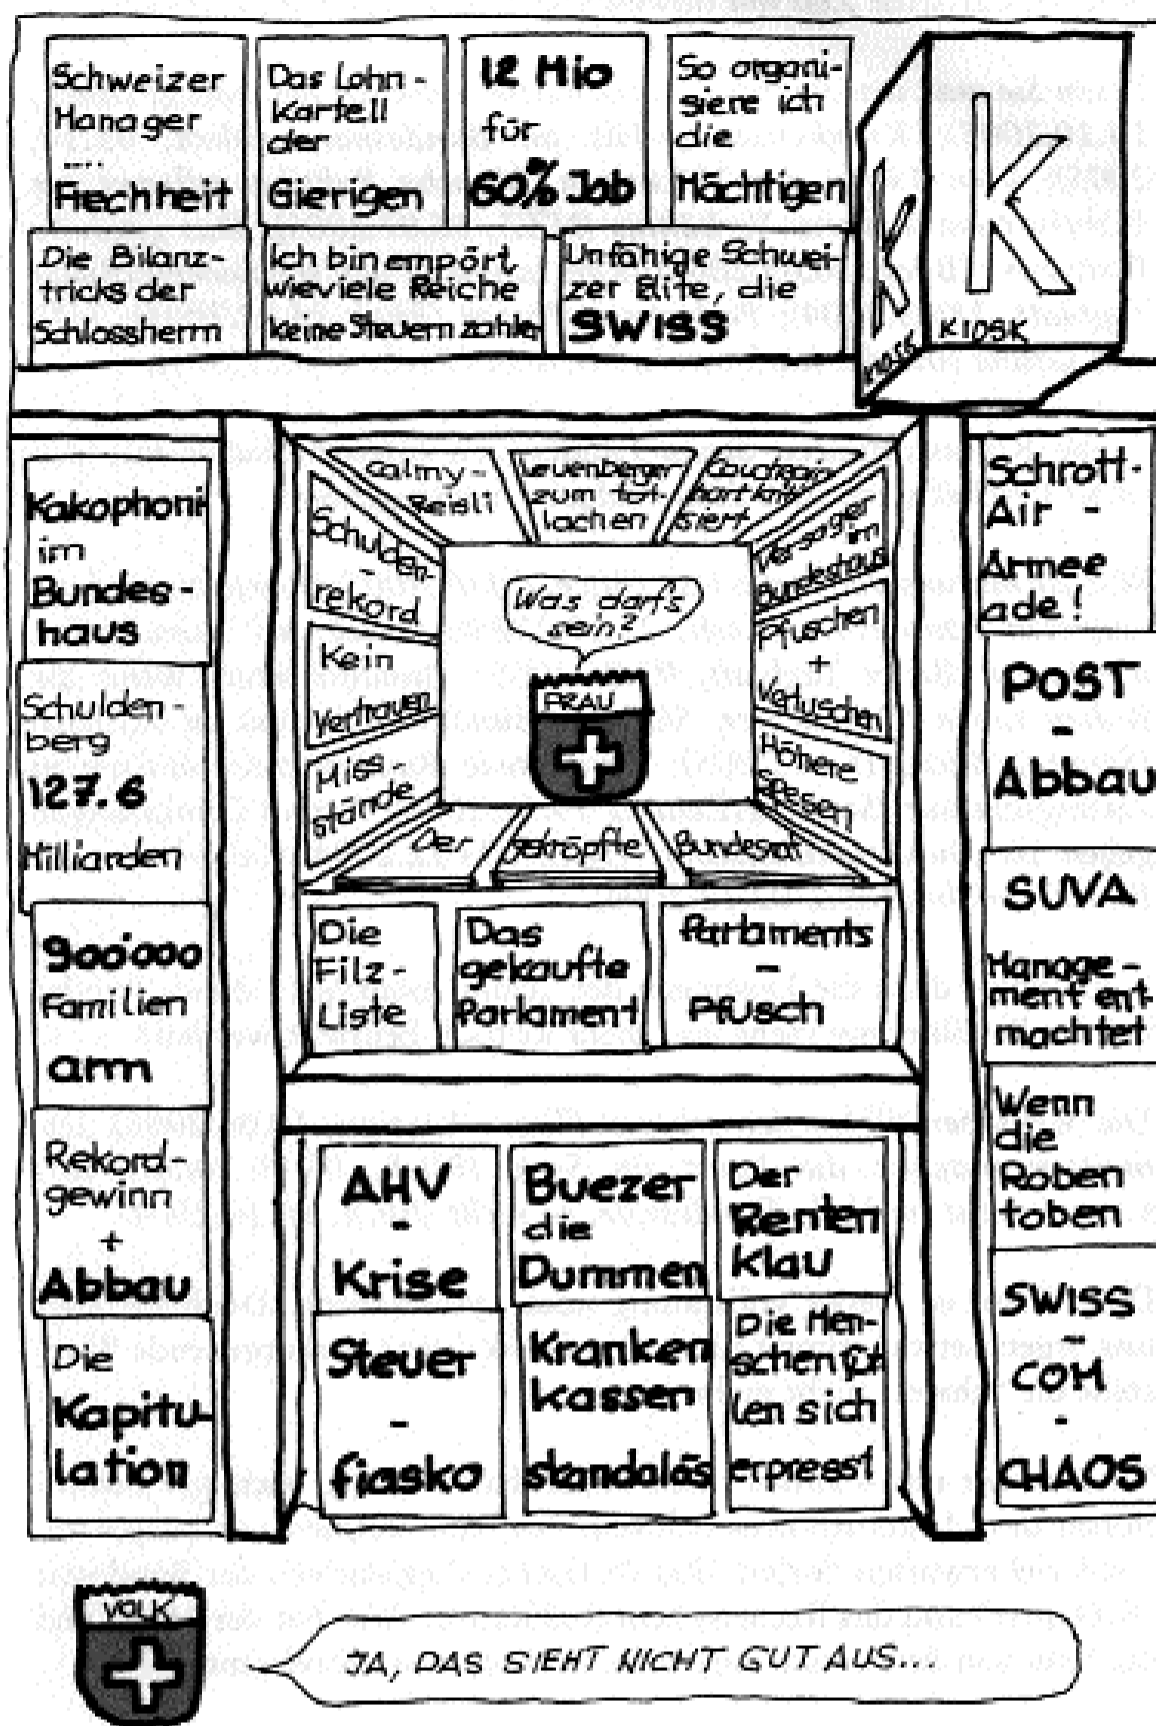 Schweizer
Manager
....
Frechheit
Das Lohn-
Kartell
der
Gierigen
12 Mio
für
60% Job
So organi-
siere ich
die
Mächtigen
Die Bilanz-
tricks der
Schlossherrn
Ich bin empört,
wieviele Reiche
keine Steuern zahlen
Unfähige Schwei-
zer Elite, die
SWISS
K
KIOSK
K
KIOSK
Kakophonie
im
Bundes-
haus
Schulden-
berg
127.6
Milliarden
900'000
Familien
arm
Rekord-
gewinn
+
Abbau
Die
Kapitu-
lation
calmy-
Reisli
Leuenberger
zum tot-
lachen
Couchepin
hart kriti-
siert
Schulden-
rekord
Kein
Vertrauen
Miss-
stände
Versager
im
Bundeshaus
Pfuschen
+
Vertuschen
Höhere
Spesen
Was darfs
sein?
FRAU
Der
geköpfte
Bundesrat
Die
Filz-
Liste
Das
gekaufte
Parlament
Parlaments
-
Pfusch
AHV
-
Krise
Buezer
die
Dummen
Der
Renten
Klau
Steuer
-
fiasko
Kranken
kassen
skandalös
Die Men-
schen füh
len sich
erpresst
Schrott-
Air -
Armee
ade!
POST
-
Abbau
SUVA
Manage-
ment ent
machtet
Wenn
die
Roben
toben
SWISS
-
COM
-
CHAOS
VOLK
JA, DAS SIEHT NICHT GUT AUS...